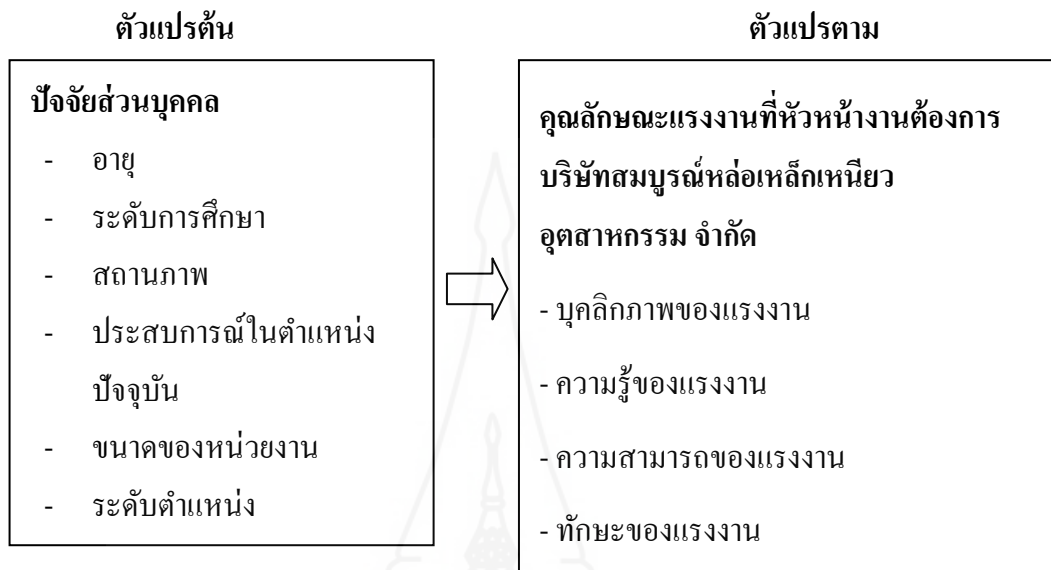 ตัวแปรต้น
ปัจจัยส่วนบุคคล
- อายุ
- ระดับการศึกษา
- สถานภาพ
- ประสบการณ์ในตำแหน่ง
ปัจจุบัน
- ขนาดของหน่วยงาน
- ระดับตำแหน่ง
ตัวแปรตาม
คุณลักษณะแรงงานที่หัวหน้างานต้องการ
บริษัทสมบูรณ์หล่อเหล็กเหนียว
อุตสาหกรรม จำกัด
- บุคลิกภาพของแรงงาน
- ความรู้ของแรงงาน
- ความสามารถของแรงงาน
- ทักษะของแรงงาน